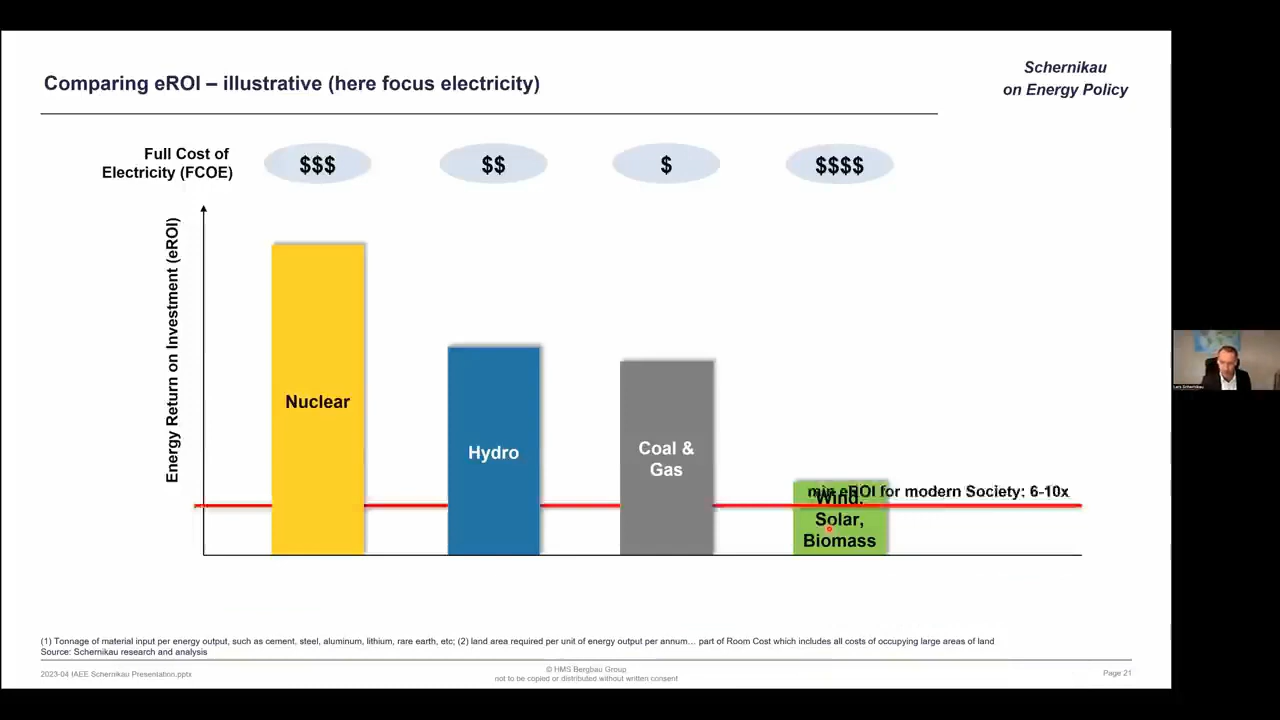 Comparing eROI – illustrative (here focus electricity)
Schernikau
on Energy Policy
Full Cost of
Electricity (FCOE)
$$$
$$
$
$$$$
Energy Return on Investment (eROI)
Nuclear
Hydro
Coal &
Gas
min eROI for modern Society: 6-10x
Wind,
Solar,
Biomass
(1) Tonnage of material input per energy output, such as cement, steel, aluminum, lithium, rare earth, etc; (2) land area required per unit of energy output per annum… part of Room Cost which includes all costs of occupying large areas of land
Source: Schernikau research and analysis
2023-04 IAEE Schernikau Presentation.pptx
© HMS Bergbau Group
not to be copied or distributed without written consent
Page 21
Lars Schernikau